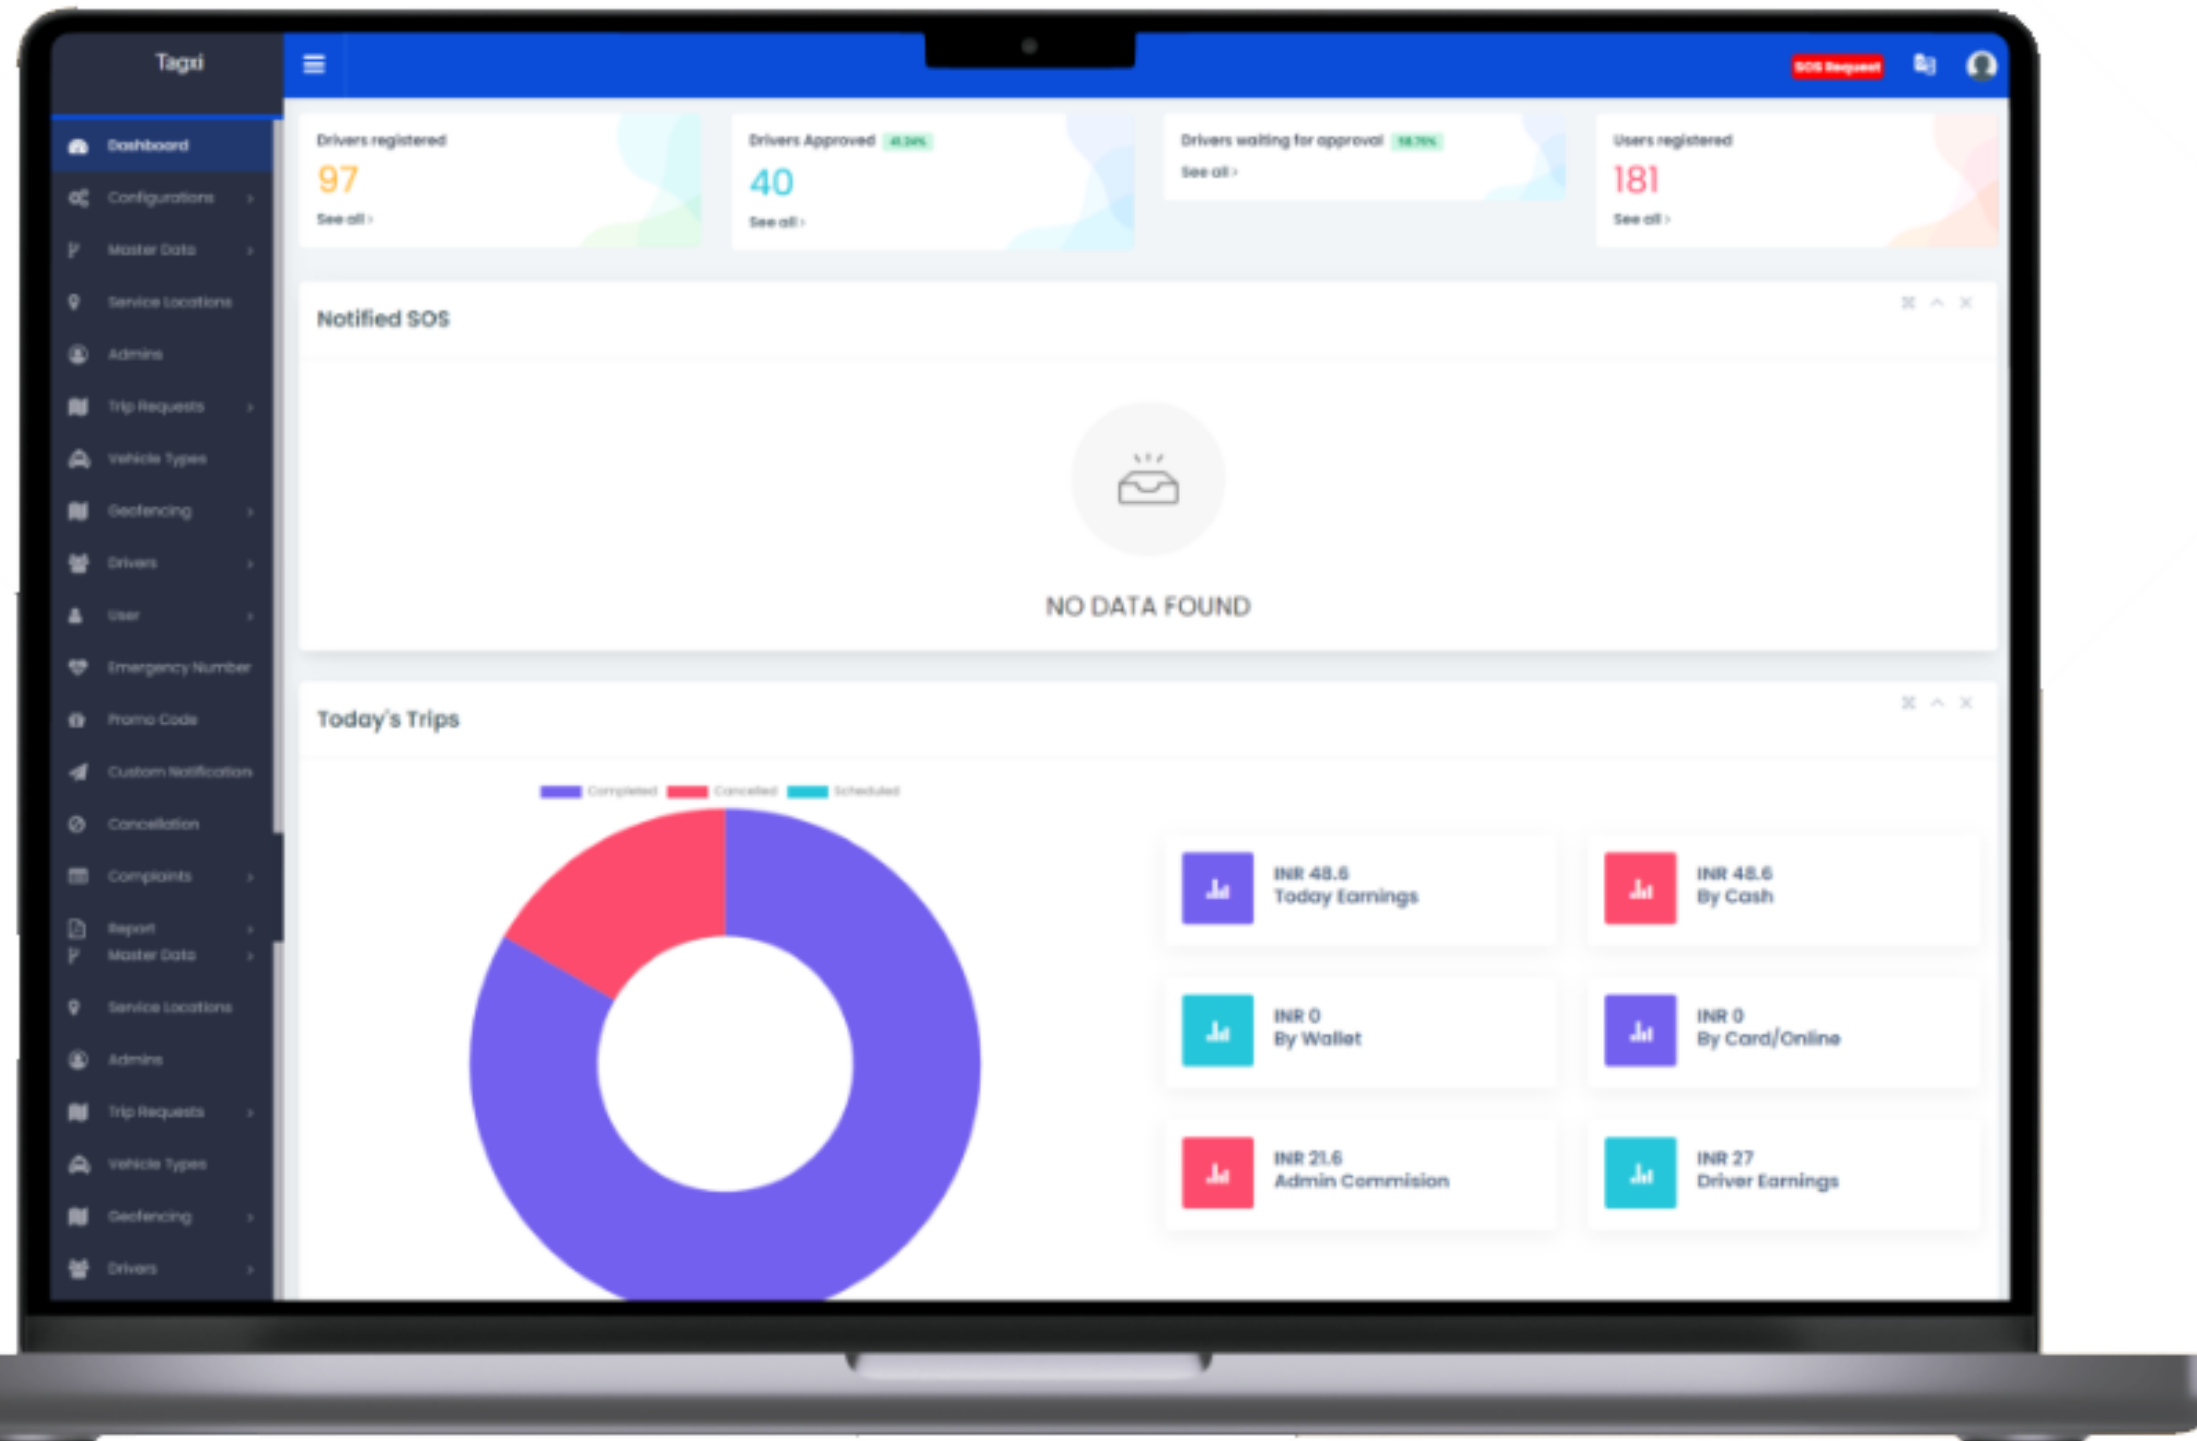 Tagxi
SOS Request
Dashboard
Configurations
Master Data
Service Locations
Admins
Trip Requests
Vehicle Types
Geofencing
Drivers
User
Emergency Number
Promo Code
Custom Notification
Cancellation
Complaints
Report
Master Data
Service Locations
Admins
Trip Requests
Vehicle Types
Geofencing
Drivers
Drivers registered
97
See all >
Drivers Approved 41.24%
40
See all >
Drivers waiting for approval 58.76%
See all >
Users registered
181
See all >
Notified SOS
NO DATA FOUND
Today's Trips
Completed Cancelled Scheduled
INR 48.6
Today Earnings
INR 48.6
By Cash
INR 0
By Wallet
INR 0
By Card/Online
INR 21.6
Admin Commision
INR 27
Driver Earnings